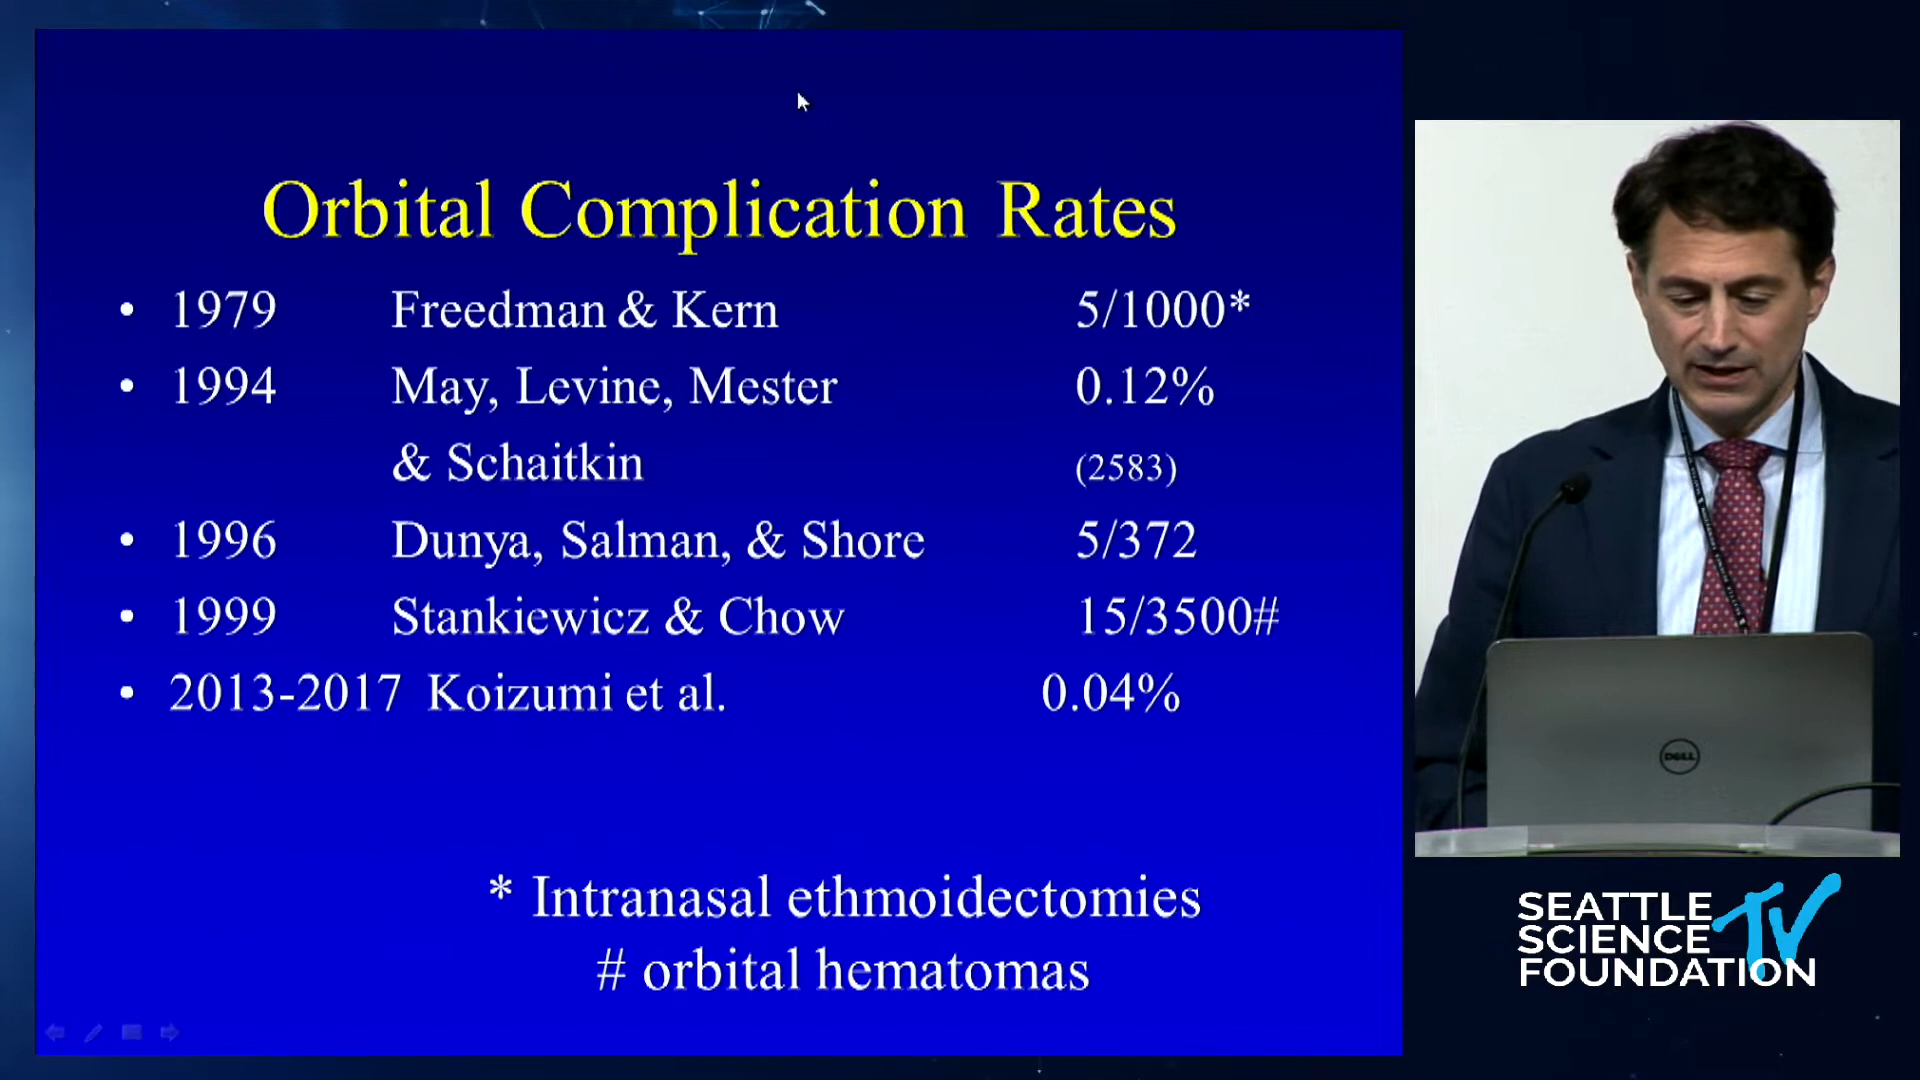 Orbital Complication Rates
• 1979 Freedman & Kern 5/1000*
• 1994 May, Levine, Mester 0.12%
& Schaitkin (2583)
• 1996 Dunya, Salman, & Shore 5/372
• 1999 Stankiewicz & Chow 15/3500#
• 2013-2017 Koizumi et al. 0.04%
* Intranasal ethmoidectomies
# orbital hematomas
DELL
SEATTLE
SCIENCE TV
FOUNDATION